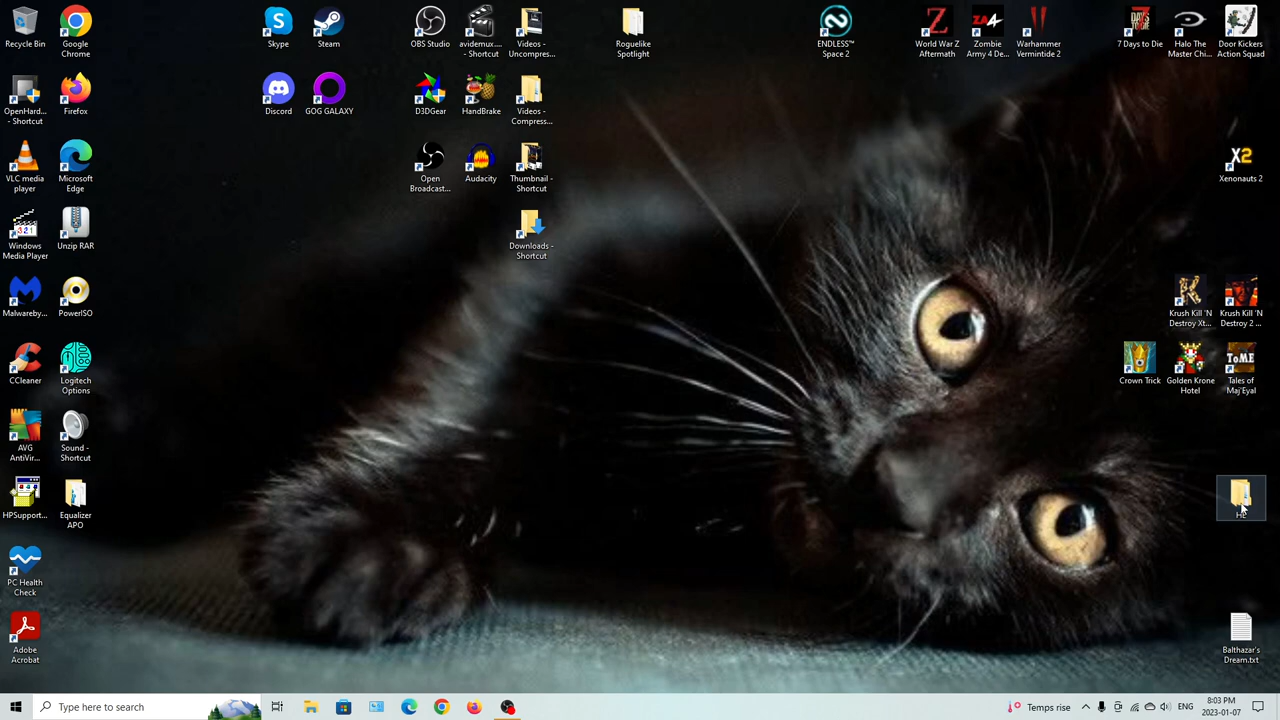 Recycle Bin
Google
Chrome
Skype
Steam
OBS Studio
avidemux....
- Shortcut
Videos -
Uncompres...
Roguelike
Spotlight
ENDLESS™
Space 2
World War Z
Aftermath
Zombie
Army 4 De...
Warhammer
Vermintide 2
7 Days to Die
Halo The
Master Chi...
Door Kickers
Action Squad
OpenHard...
- Shortcut
Firefox
Discord
GOG GALAXY
D3DGear
HandBrake
Videos -
Compress...
VLC media
player
Microsoft
Edge
Open
Broadcast...
Audacity
Thumbnail -
Shortcut
X2
Xenonauts 2
Windows
Media Player
Unzip RAR
Downloads -
Shortcut
Malwareby...
PowerISO
Krush Kill 'N
Destroy Xt...
Krush Kill 'N
Destroy 2 ...
CCleaner
Logitech
Options
Crown Trick
Golden Krone
Hotel
ToME
Tales of
Maj'Eyal
AVG
AntiVir...
Sound -
Shortcut
HPSupport...
Equalizer
APO
PC Health
Check
Adobe
Acrobat
Balthazar's
Dream.txt
Type here to search
Temps rise
ENG
8:03 PM
2023-01-07